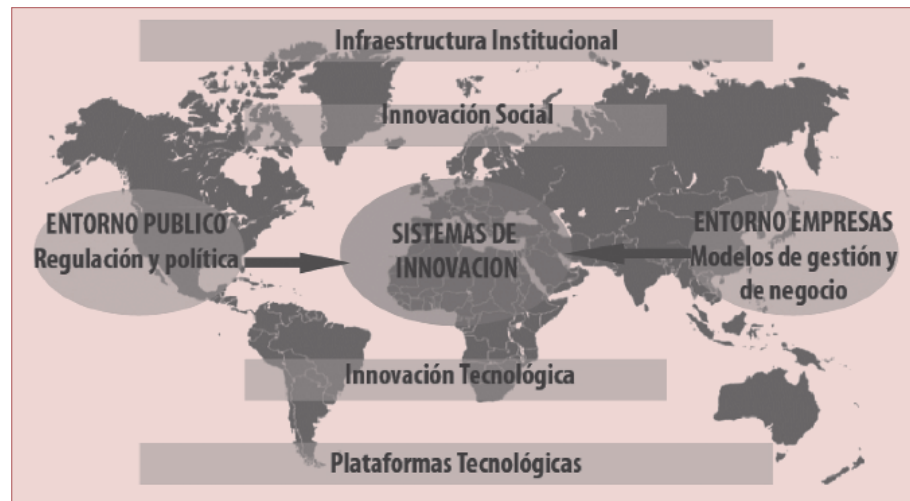 Infraestructura Institucional
Innovación Social
ENTORNO PUBLICO
Regulación y política
SISTEMAS DE
INNOVACION
ENTORNO EMPRESAS
Modelos de gestión y
de negocio
Innovación Tecnológica
Plataformas Tecnológicas